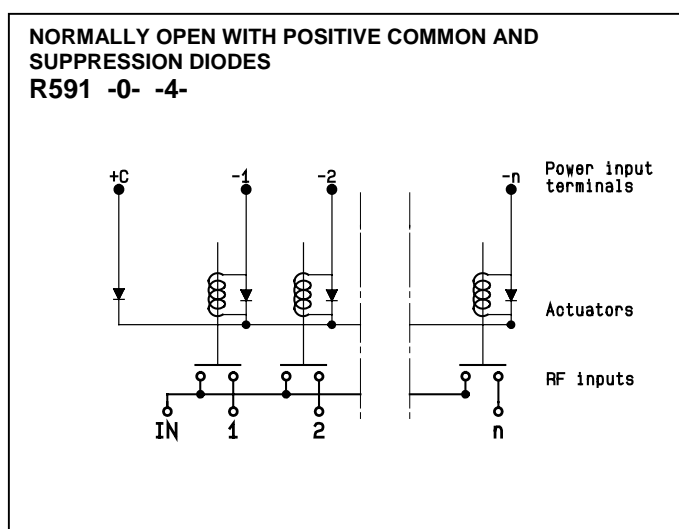 NORMALLY OPEN WITH POSITIVE COMMON AND
SUPPRESSION DIODES
R591 -0- -4-
+C -1 -2 -n
Power input
terminals
Actuators
RF inputs
IN 1 2 n